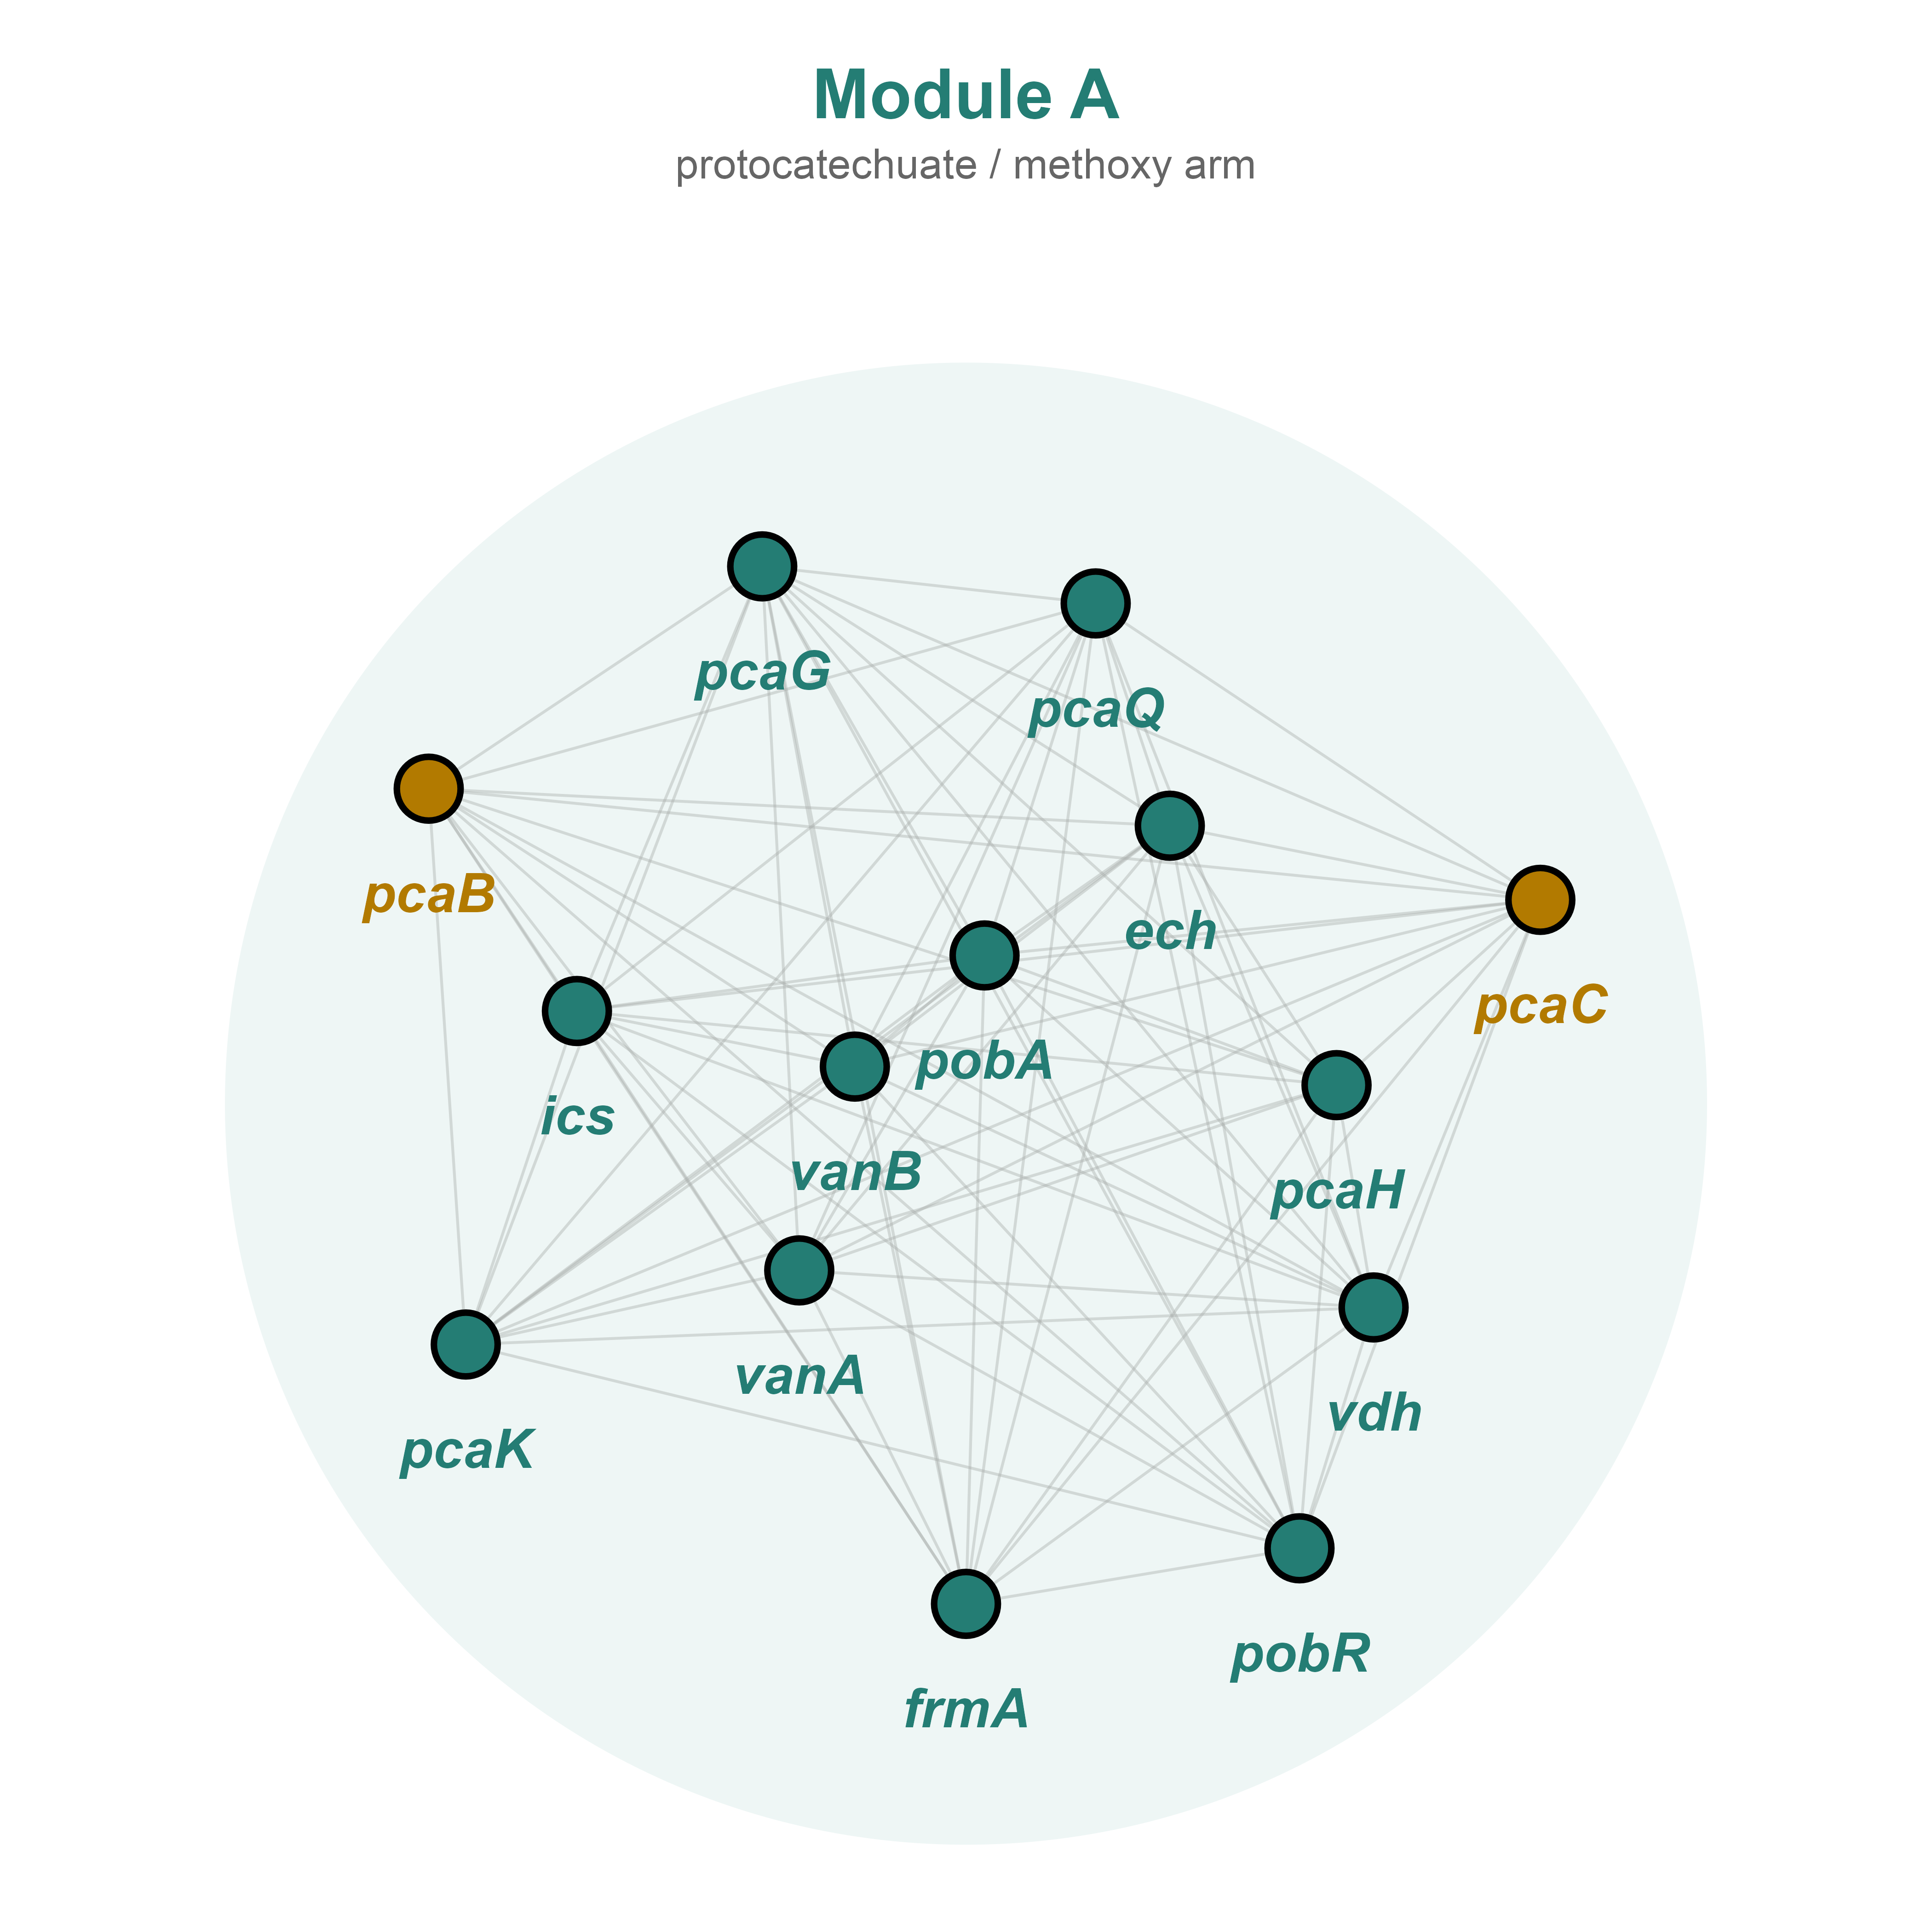 Module A
protocatechuate / methoxy arm
pcaG
pcaQ
pcaB
ech
pcaC
pobA
ics
vanB
pcaH
vanA
vdh
pcaK
pobR
frmA